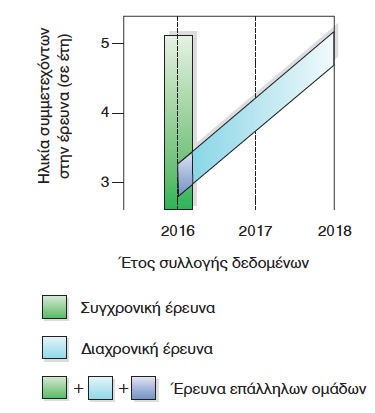 Ηλικία συμμετεχόντων
στην έρευνα (σε έτη)
5
4
3
2016 2017 2018
Έτος συλλογής δεδομένων
Συγχρονική έρευνα
Διαχρονική έρευνα
+ + Έρευνα επάλληλων ομάδων